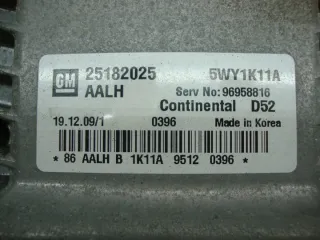 GM 25182025 5WY1K11A
AALH Serv No:96958816
Continental D52
19.12.09/1 0396 Made in Korea
* 86 AALH B 1K11A 9512 0396 *